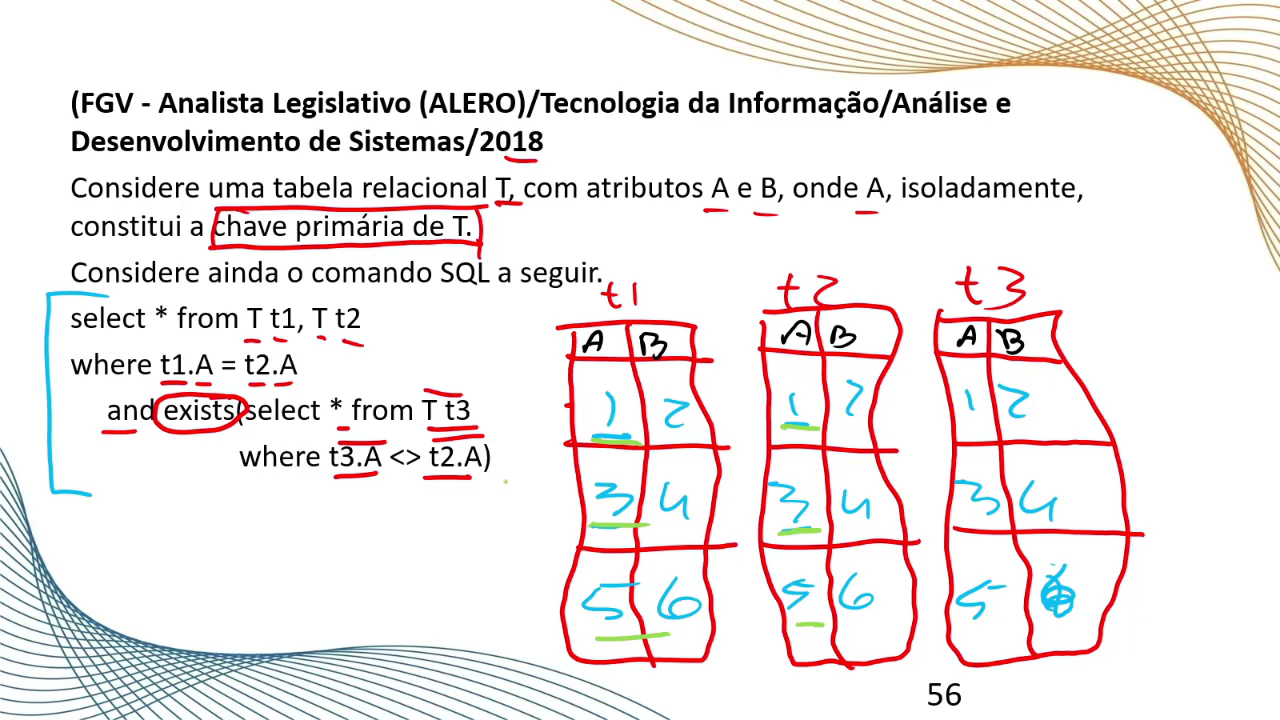 (FGV - Analista Legislativo (ALERO)/Tecnologia da Informação/Análise e
Desenvolvimento de Sistemas/2018
Considere uma tabela relacional T, com atributos A e B, onde A, isoladamente,
constitui a chave primária de T.
Considere ainda o comando SQL a seguir.
select * from T t1, T t2
where t1.A = t2.A
and exists(select * from T t3
where t3.A <> t2.A)
t1 t2 t3
A B A B A B
1 2 1 2 1 2
3 4 3 4 3 4
5 6 5 6 5
56